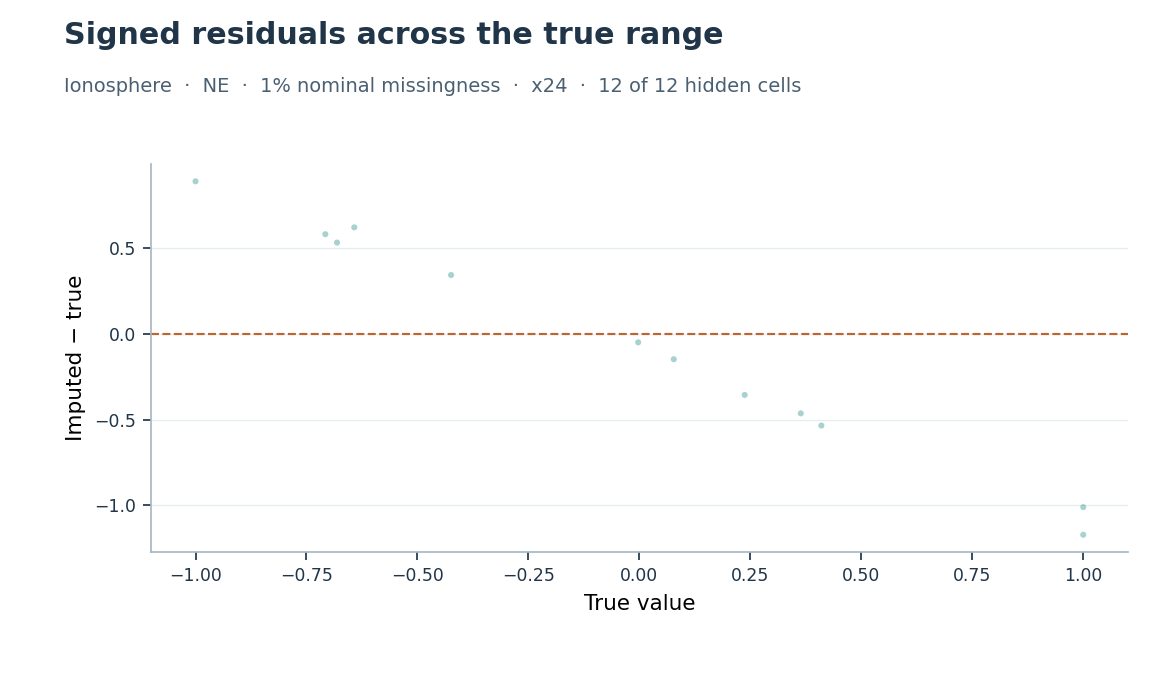 Signed residuals across the true range
Ionosphere · NE · 1% nominal missingness · x24 · 12 of 12 hidden cells
Imputed − true
0.5
0.0
−0.5
−1.0
−1.00 −0.75 −0.50 −0.25 0.00 0.25 0.50 0.75 1.00
True value